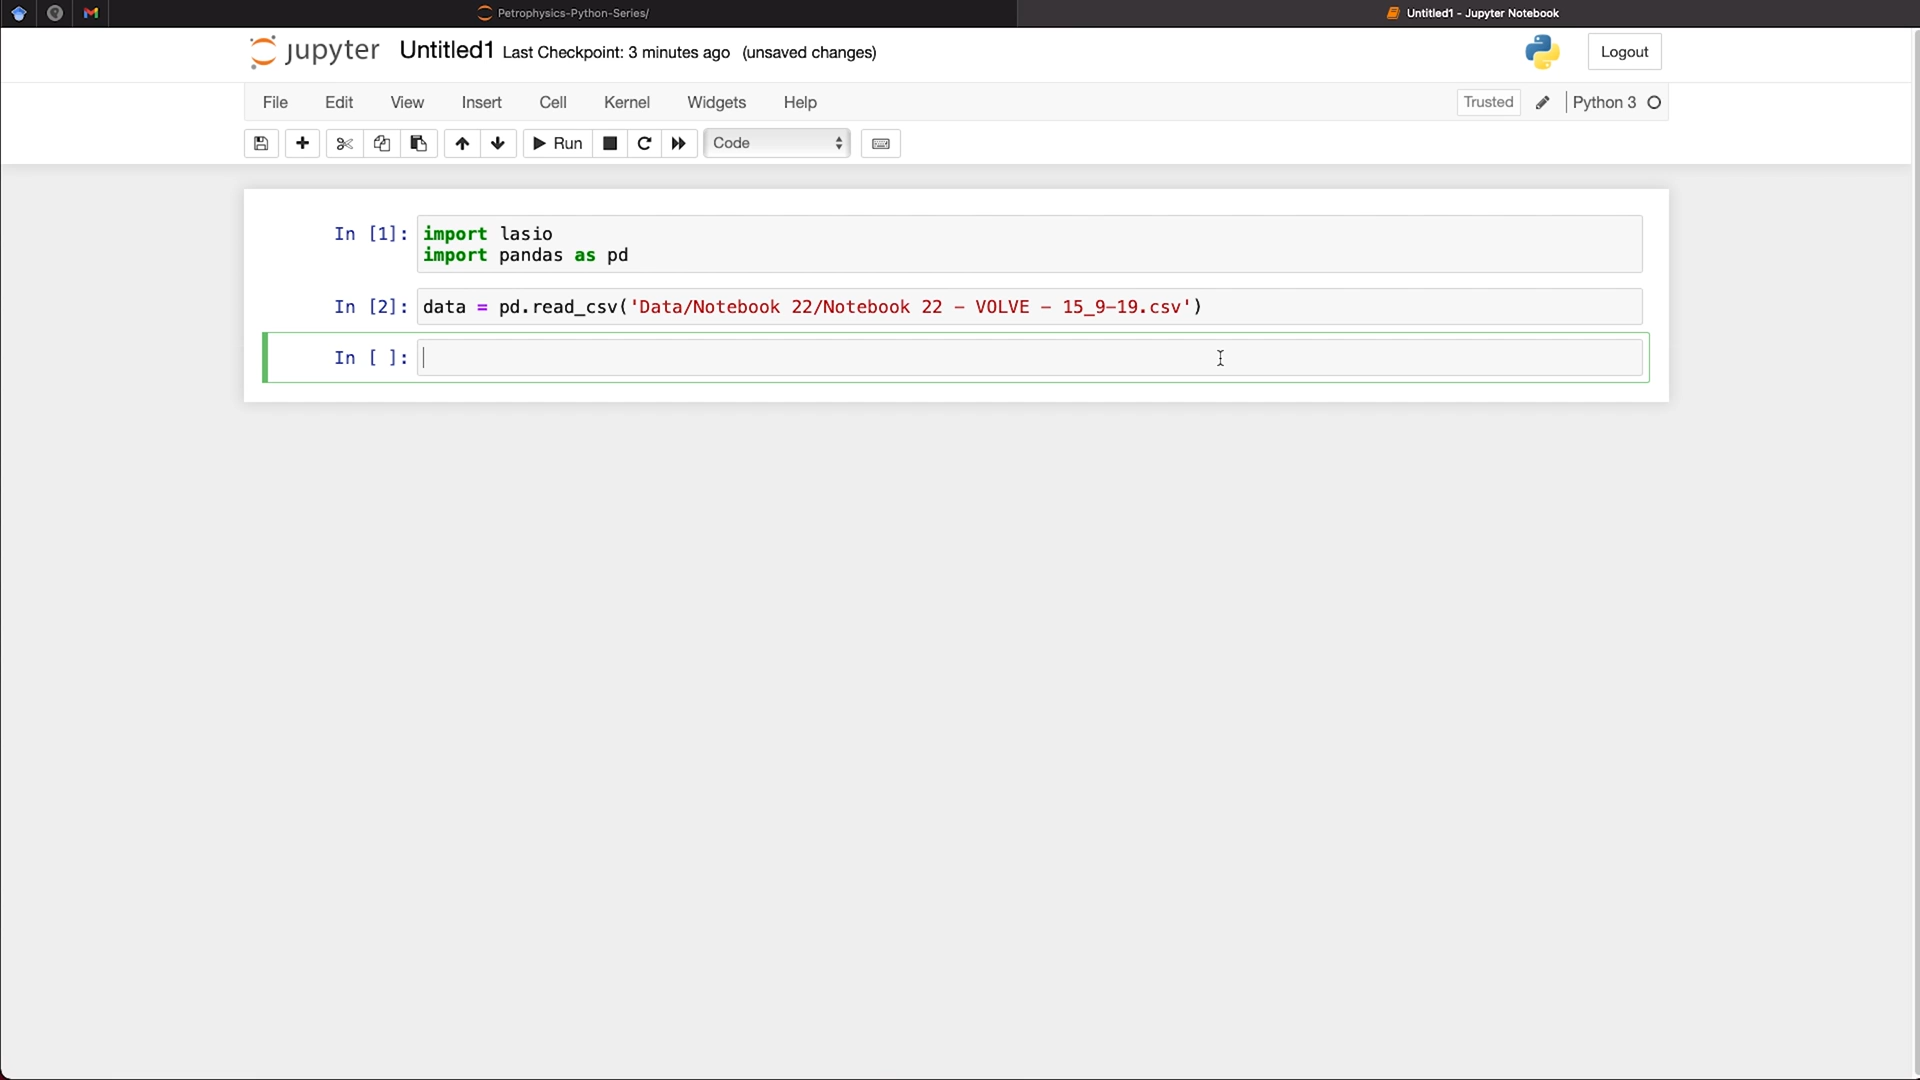 Petrophysics-Python-Series/
Untitled1 - Jupyter Notebook
jupyter Untitled1 Last Checkpoint: 3 minutes ago (unsaved changes)
Logout
File Edit View Insert Cell Kernel Widgets Help
Trusted
Python 3
Run
Code
In [1]: import lasio
import pandas as pd
In [2]: data = pd.read_csv('Data/Notebook 22/Notebook 22 - VOLVE - 15_9-19.csv')
In [ ]: